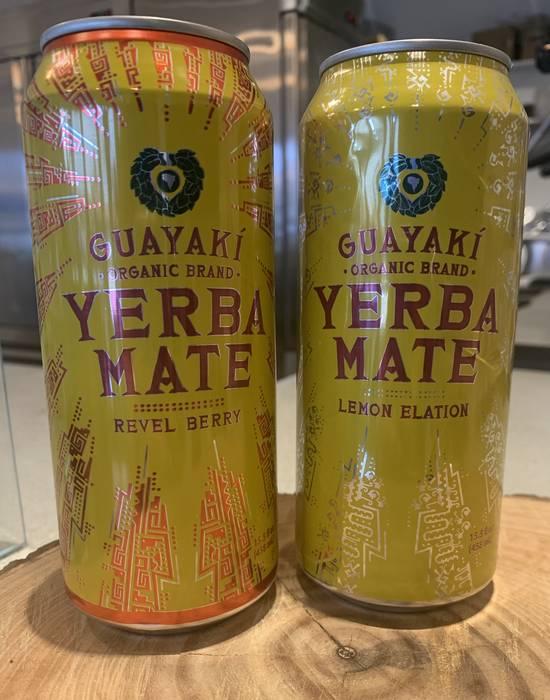 GUAYAKÍ
·ORGANIC BRAND·
YERBA
MATE
REVEL BERRY
GUAYAKÍ
·ORGANIC BRAND·
YERBA
MATE
LEMON ELATION